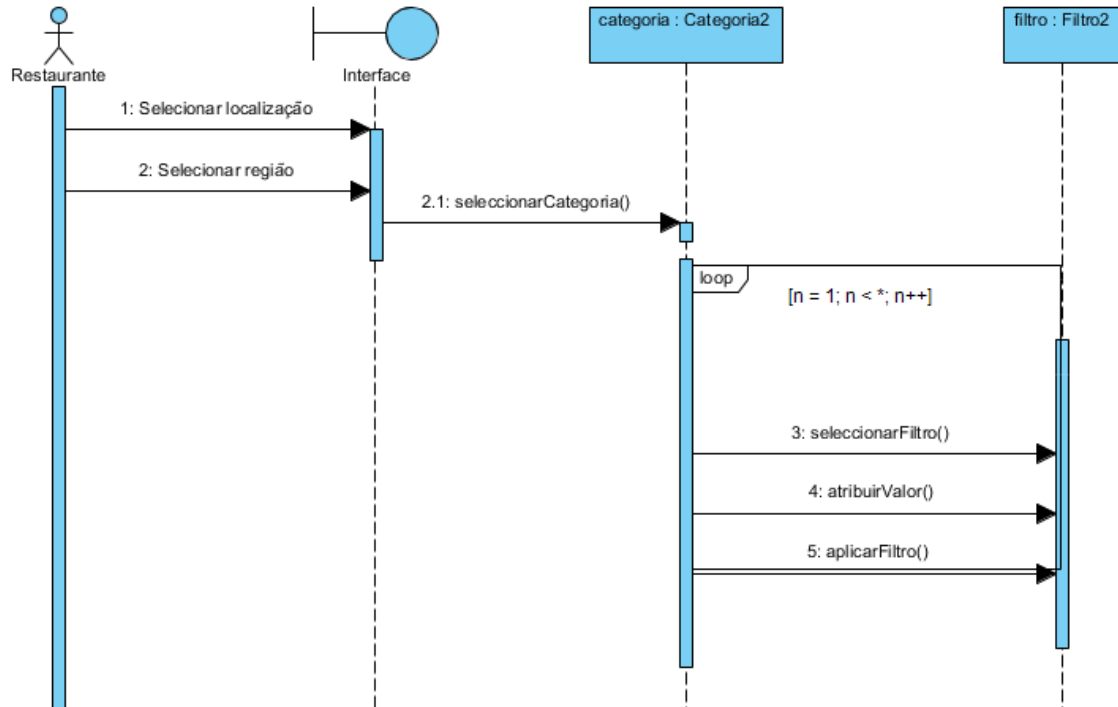 categoria : Categoria2
filtro : Filtro2
Restaurante
Interface
1: Selecionar localização
2: Selecionar região
2.1: seleccionarCategoria()
loop
[n = 1; n < *; n++]
3: seleccionarFiltro()
4: atribuirValor()
5: aplicarFiltro()